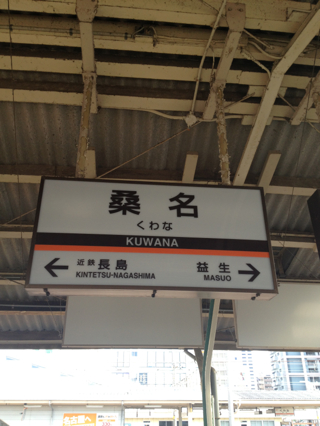 桑名
くわな
KUWANA
← 近鉄長島 益生 →
KINTETSU-NAGASHIMA MASUO